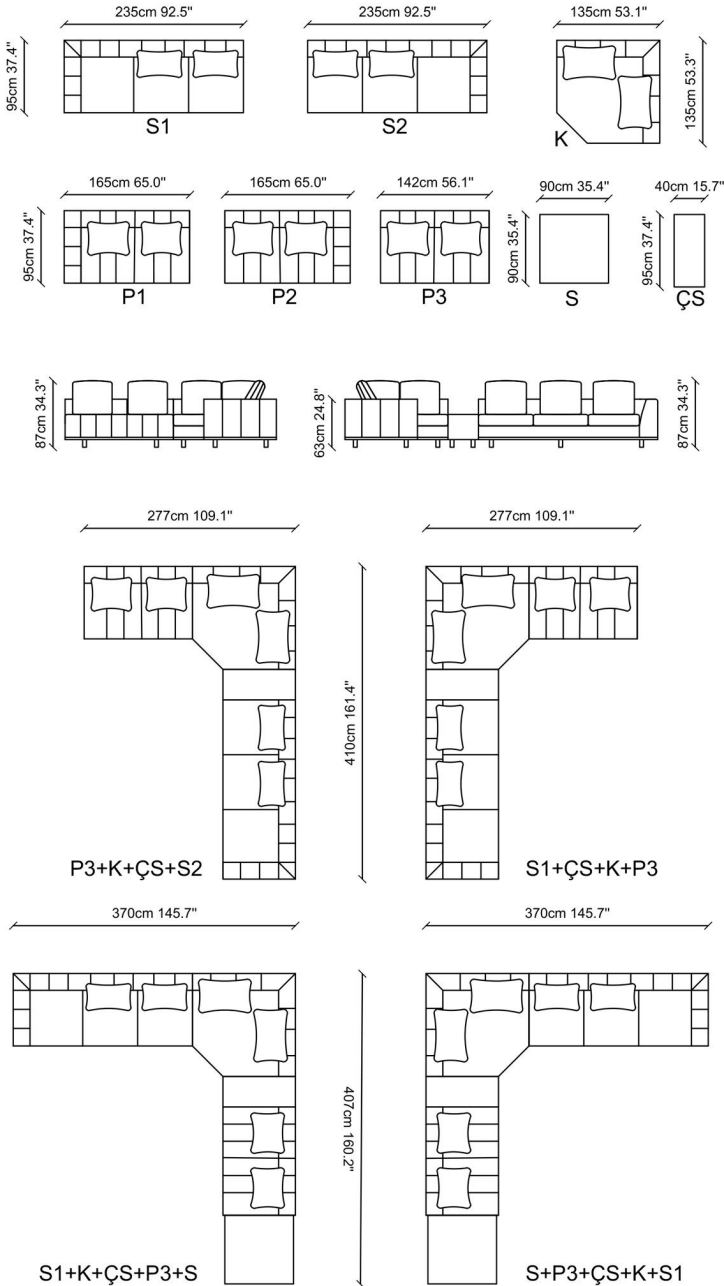 235cm 92.5"
235cm 92.5"
135cm 53.1"
95cm 37.4"
135cm 53.3"
S1
S2
K
165cm 65.0"
165cm 65.0"
142cm 56.1"
90cm 35.4"
40cm 15.7"
95cm 37.4"
90cm 35.4"
95cm 37.4"
P1
P2
P3
S
ÇS
87cm 34.3"
63cm 24.8"
87cm 34.3"
277cm 109.1"
277cm 109.1"
410cm 161.4"
P3+K+ÇS+S2
S1+ÇS+K+P3
370cm 145.7"
370cm 145.7"
407cm 160.2"
S1+K+ÇS+P3+S
S+P3+ÇS+K+S1